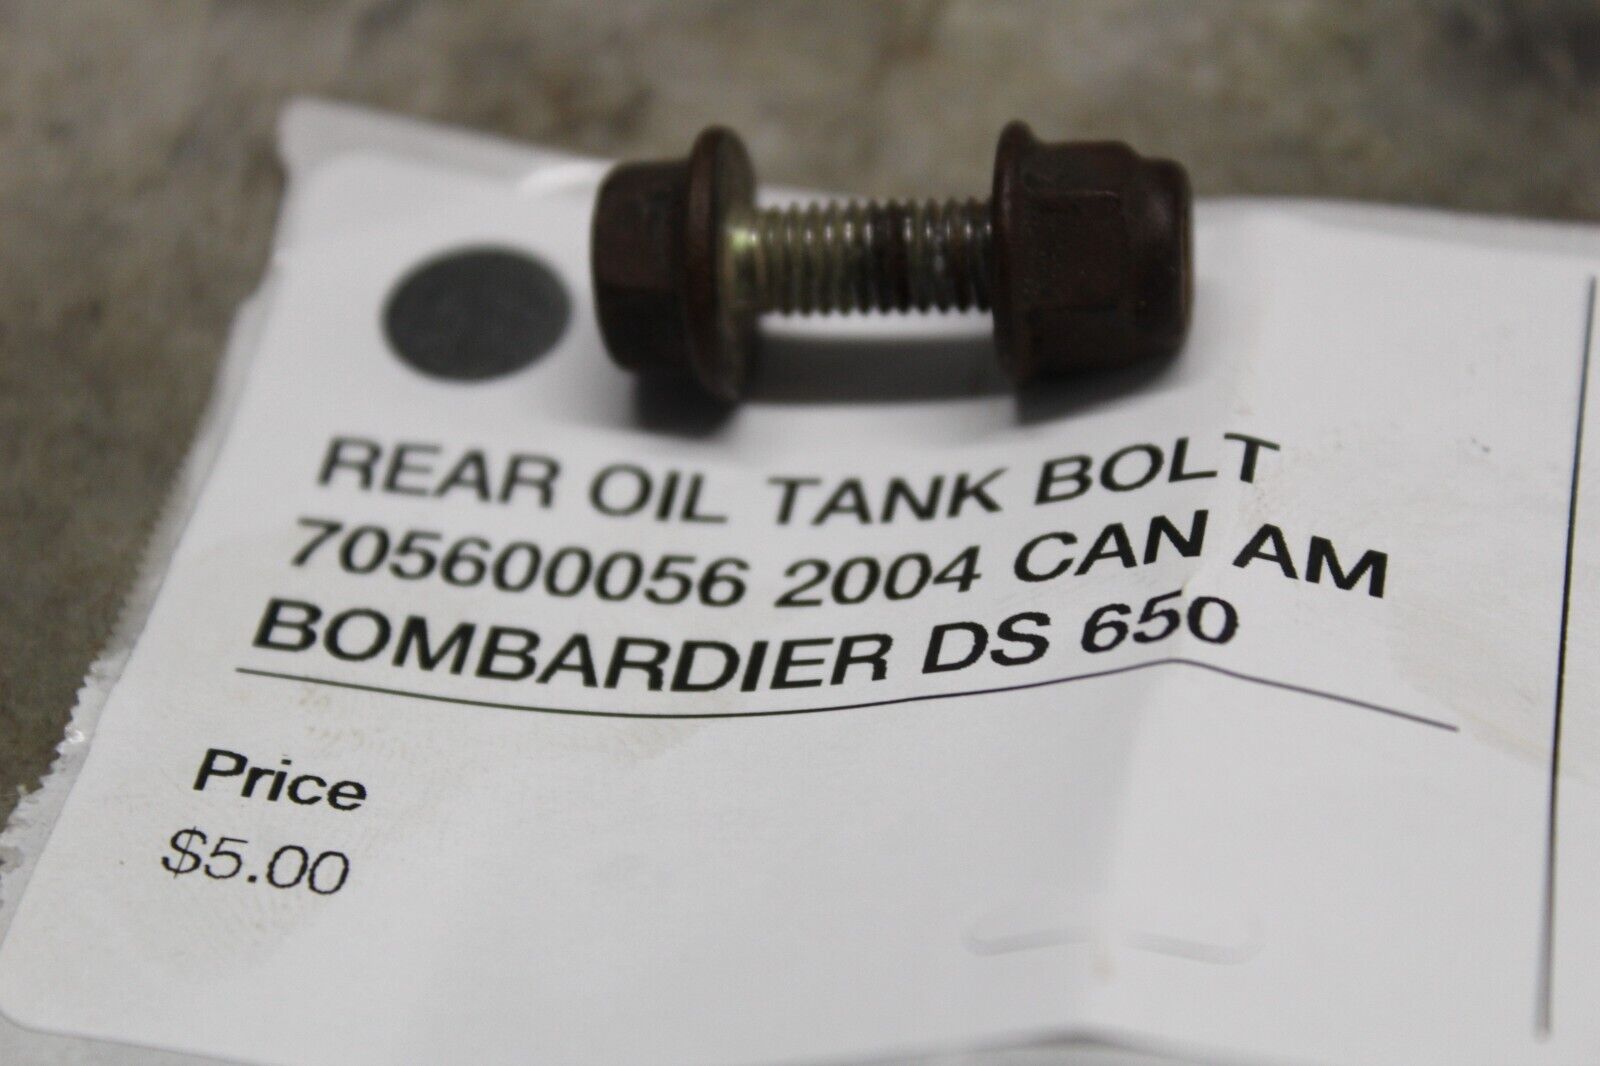 REAR OIL TANK BOLT
705600056 2004 CAN AM
BOMBARDIER DS 650
Price
$5.00